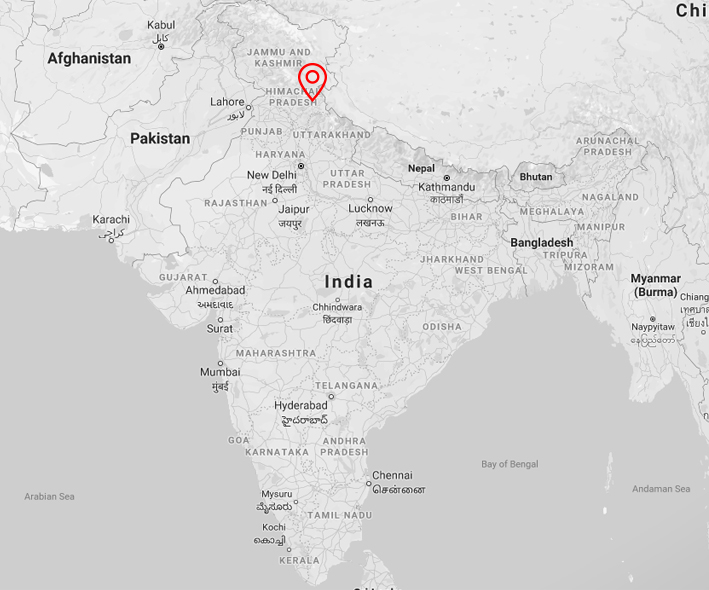 Chi
Kabul
کابل
Afghanistan
JAMMU AND
KASHMIR
HIMACHAL
PRADESH
Lahore
لاہور
Pakistan
PUNJAB
UTTARAKHAND
ARUNACHAL
PRADESH
HARYANA
New Delhi
नई दिल्ली
UTTAR
PRADESH
Nepal
Kathmandu
काठमाडौं
Bhutan
NAGALAND
RAJASTHAN
Jaipur
जयपुर
Lucknow
लखनऊ
BIHAR
MEGHALAYA
MANIPUR
Karachi
کراچی
Bangladesh
TRIPURA
MIZORAM
JHARKHAND
WEST BENGAL
GUJARAT
Ahmedabad
અમદાવાદ
India
Myanmar
(Burma)
Chiang
Chhindwara
छिंदवाड़ा
เชียงใ
Surat
ODISHA
Naypyitaw
နေပြည်တော်
MAHARASHTRA
Mumbai
मुंबई
TELANGANA
Hyderabad
హైదరాబాద్
GOA
KARNATAKA
ANDHRA
PRADESH
Bay of Bengal
Chennai
சென்னை
Arabian Sea
Andaman Sea
Mysuru
ಮೈಸೂರು
TAMIL NADU
Kochi
കൊച്ചി
KERALA